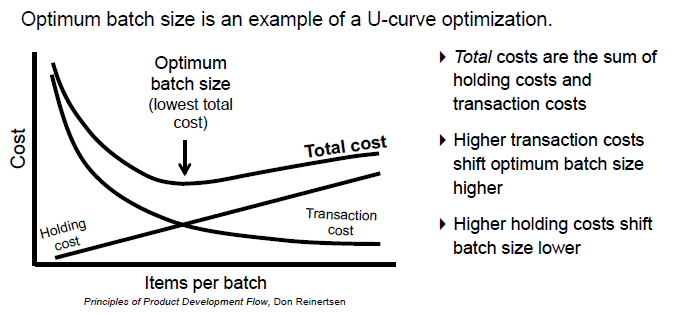 Optimum batch size is an example of a U-curve optimization.
Optimum
batch size
(lowest total
cost)
Cost
Total cost
Holding
cost
Transaction
cost
Items per batch
Principles of Product Development Flow, Don Reinertsen
Total costs are the sum of
holding costs and
transaction costs
Higher transaction costs
shift optimum batch size
higher
Higher holding costs shift
batch size lower